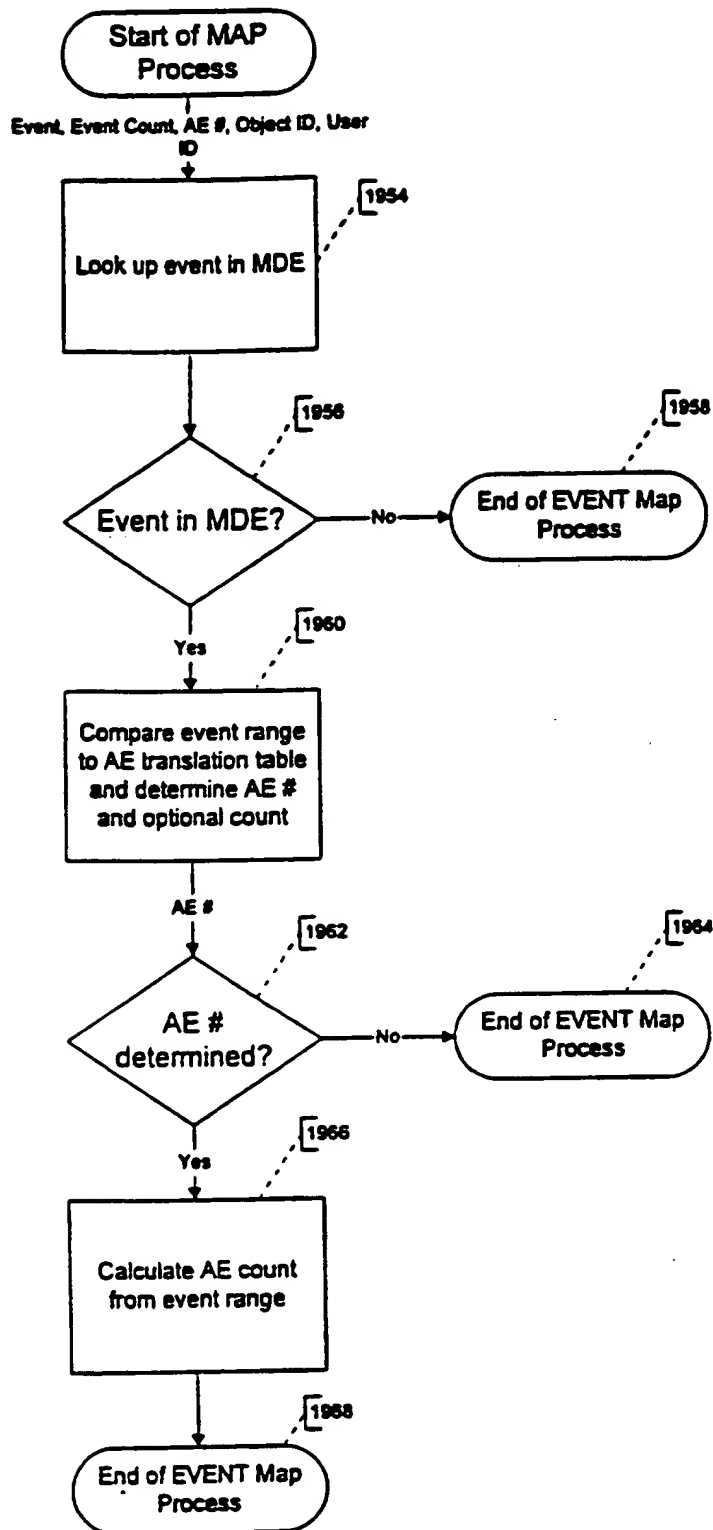 Start of MAP
Process
Event, Event Count, AE #, Object ID, User
ID
1954
Look up event in MDE
1956
1958
Event in MDE?
No
End of EVENT Map
Process
Yes
1960
Compare event range
to AE translation table
and determine AE #
and optional count
AE #
1962
1964
AE #
determined?
No
End of EVENT Map
Process
Yes
1966
Calculate AE count
from event range
1968
End of EVENT Map
Process